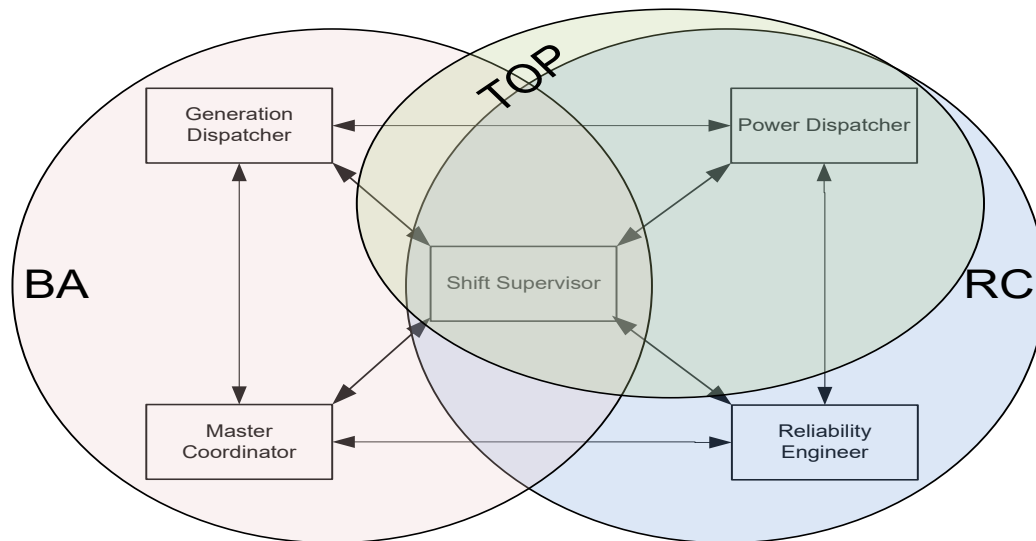 TOP
Generation
Dispatcher
Power Dispatcher
BA
Shift Supervisor
RC
Master
Coordinator
Reliability
Engineer